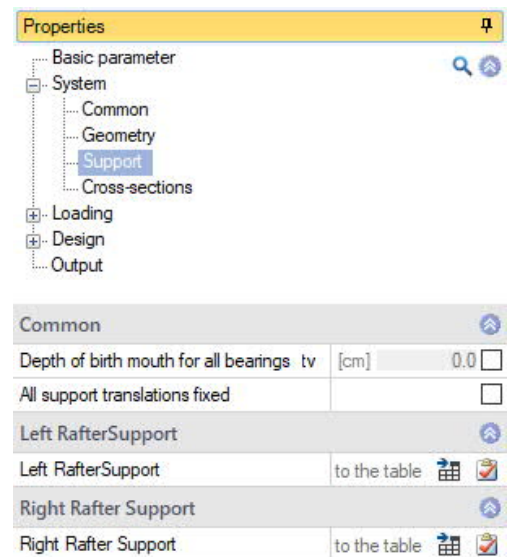 Properties
Basic parameter
System
Common
Geometry
Support
Cross-sections
Loading
Design
Output
Common
Depth of birth mouth for all bearings tv [cm] 0.0
All support translations fixed
Left RafterSupport
Left RafterSupport to the table
Right Rafter Support
Right Rafter Support to the table